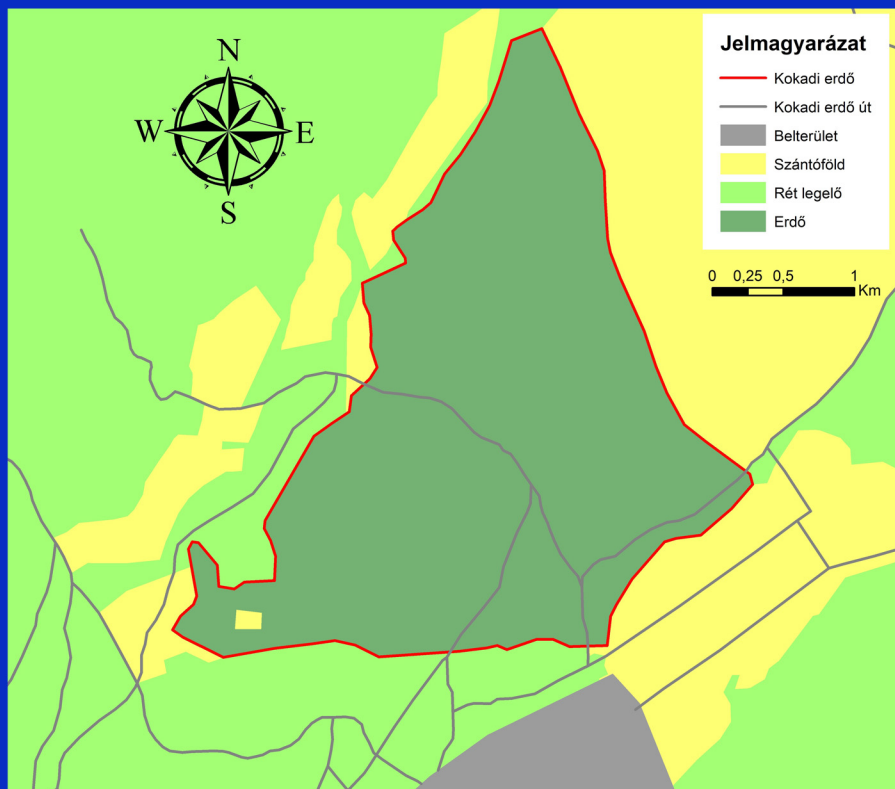 N
W E
S
Jelmagyarázat
Kokadi erdő
Kokadi erdő út
Belterület
Szántóföld
Rét legelő
Erdő
0 0,25 0,5 1
Km